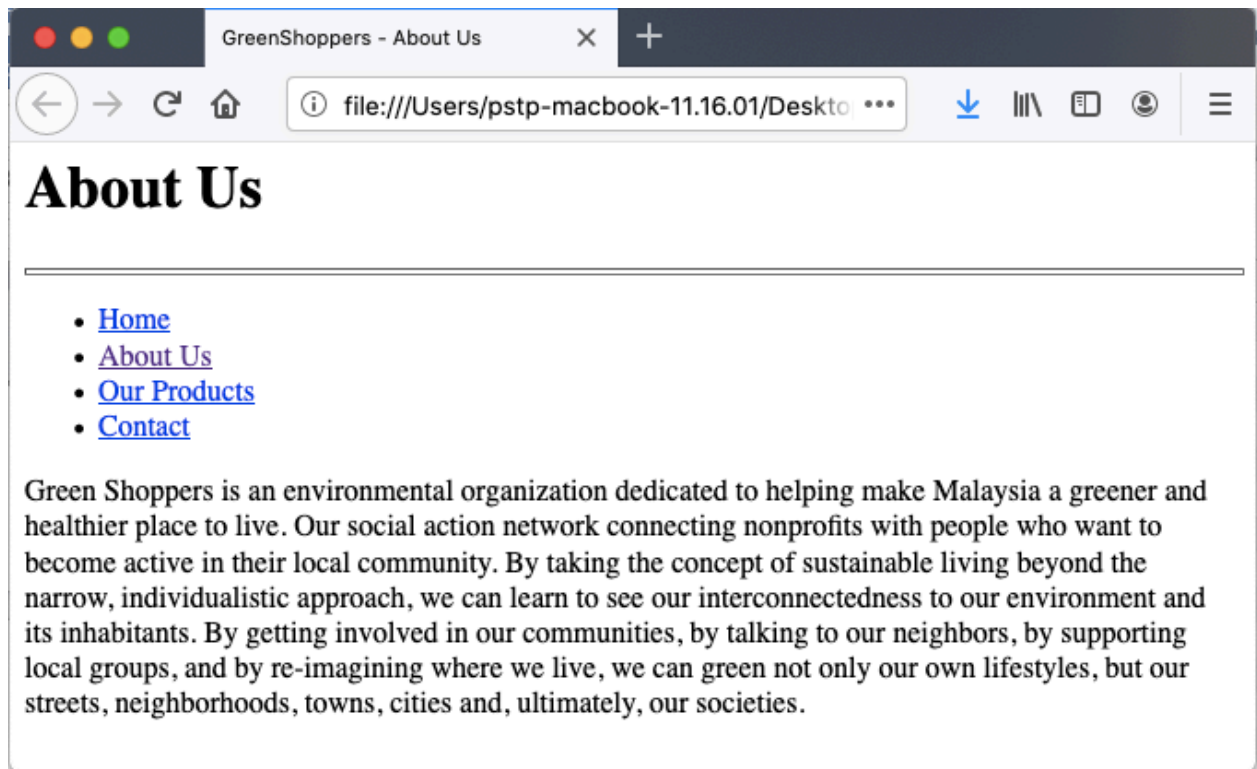 GreenShoppers - About Us
file:///Users/pstp-macbook-11.16.01/Deskto
About Us
Home
About Us
Our Products
Contact
Green Shoppers is an environmental organization dedicated to helping make Malaysia a greener and
healthier place to live. Our social action network connecting nonprofits with people who want to
become active in their local community. By taking the concept of sustainable living beyond the
narrow, individualistic approach, we can learn to see our interconnectedness to our environment and
its inhabitants. By getting involved in our communities, by talking to our neighbors, by supporting
local groups, and by re-imagining where we live, we can green not only our own lifestyles, but our
streets, neighborhoods, towns, cities and, ultimately, our societies.